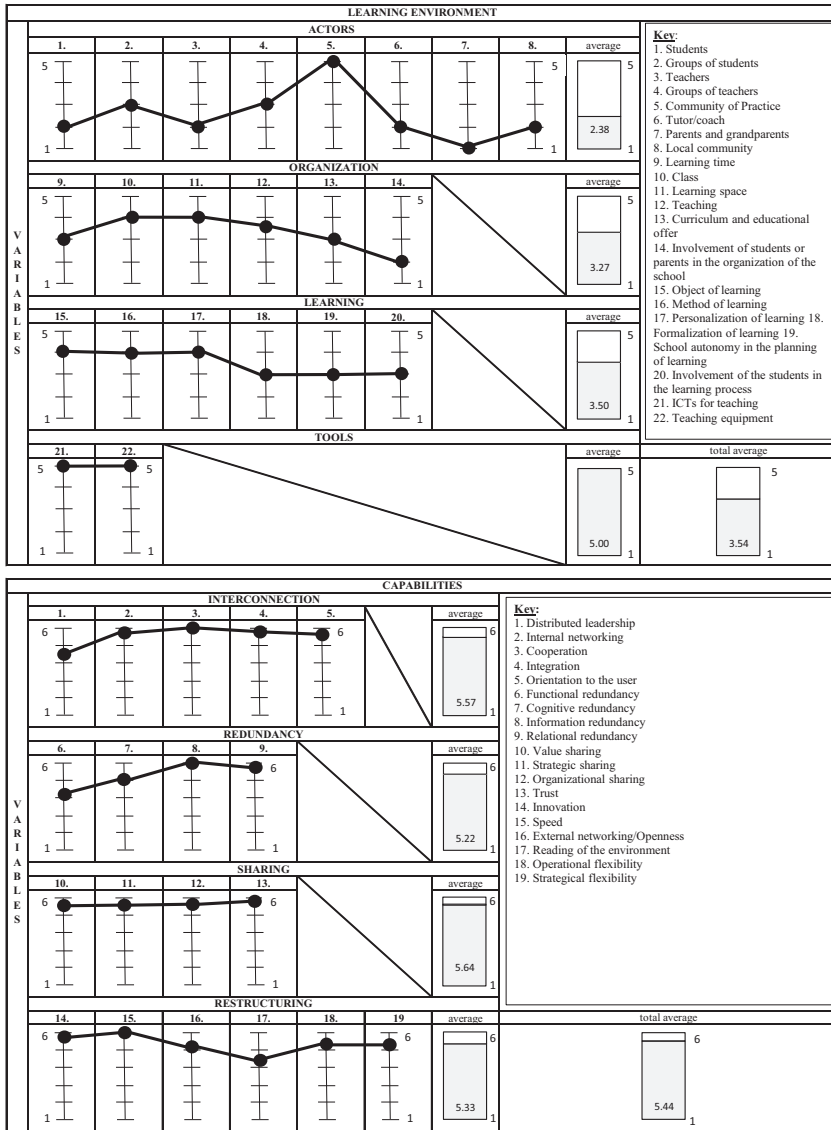 LEARNING ENVIRONMENT
VARIABLES
ACTORS
1. 2. 3. 4. 5. 6. 7. 8. average
5 5 5
2.38
1 1 1
ORGANIZATION
9. 10. 11. 12. 13. 14. average
5 5 5
3.27
1 1 1
LEARNING
15. 16. 17. 18. 19. 20. average
5 5 5
3.50
1 1 1
TOOLS
21. 22. average total average
5 5 5 5
5.00 3.54
1 1 1 1
Key:
1. Students
2. Groups of students
3. Teachers
4. Groups of teachers
5. Community of Practice
6. Tutor/coach
7. Parents and grandparents
8. Local community
9. Learning time
10. Class
11. Learning space
12. Teaching
13. Curriculum and educational
offer
14. Involvement of students or
parents in the organization of the
school
15. Object of learning
16. Method of learning
17. Personalization of learning 18.
Formalization of learning 19.
School autonomy in the planning
of learning
20. Involvement of the students in
the learning process
21. ICTs for teaching
22. Teaching equipment
CAPABILITIES
VARIABLES
INTERCONNECTION
1. 2. 3. 4. 5. average
6 6 6
5.57
1 1 1
REDUNDANCY
6. 7. 8. 9. average
6 6 6
5.22
1 1 1
SHARING
10. 11. 12. 13. average
6 6 6
5.64
1 1 1
RESTRUCTURING
14. 15. 16. 17. 18. 19 average total average
6 6 6 6
5.33 5.44
1 1 1 1
Key:
1. Distributed leadership
2. Internal networking
3. Cooperation
4. Integration
5. Orientation to the user
6. Functional redundancy
7. Cognitive redundancy
8. Information redundancy
9. Relational redundancy
10. Value sharing
11. Strategic sharing
12. Organizational sharing
13. Trust
14. Innovation
15. Speed
16. External networking/Openness
17. Reading of the environment
18. Operational flexibility
19. Strategical flexibility